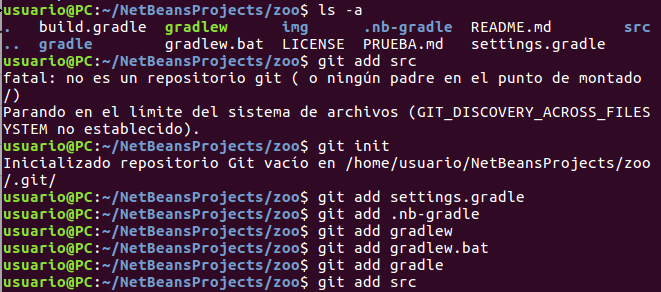 usuario@PC:~/NetBeansProjects/zoo$ ls -a
.   build.gradle  gradlew      img      .nb-gradle  README.md        src
..  gradle        gradlew.bat  LICENSE  PRUEBA.md   settings.gradle
usuario@PC:~/NetBeansProjects/zoo$ git add src
fatal: no es un repositorio git ( o ningún padre en el punto de montado
/)
Parando en el límite del sistema de archivos (GIT_DISCOVERY_ACROSS_FILES
YSTEM no establecido).
usuario@PC:~/NetBeansProjects/zoo$ git init
Inicializado repositorio Git vacío en /home/usuario/NetBeansProjects/zoo
/.git/
usuario@PC:~/NetBeansProjects/zoo$ git add settings.gradle
usuario@PC:~/NetBeansProjects/zoo$ git add .nb-gradle
usuario@PC:~/NetBeansProjects/zoo$ git add gradlew
usuario@PC:~/NetBeansProjects/zoo$ git add gradlew.bat
usuario@PC:~/NetBeansProjects/zoo$ git add gradle
usuario@PC:~/NetBeansProjects/zoo$ git add src